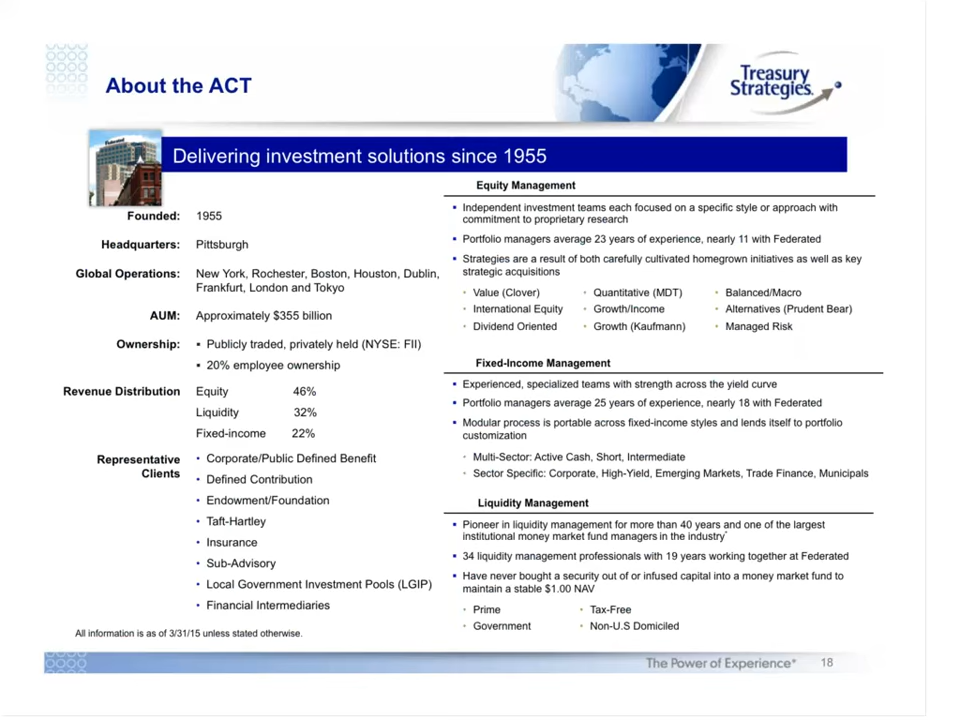 About the ACT
Treasury
Strategies.
Federated
Delivering investment solutions since 1955
Founded: 1955
Headquarters: Pittsburgh
Global Operations: New York, Rochester, Boston, Houston, Dublin,
Frankfurt, London and Tokyo
AUM: Approximately $355 billion
Ownership: ▪ Publicly traded, privately held (NYSE: FII)
▪ 20% employee ownership
Revenue Distribution Equity 46%
Liquidity 32%
Fixed-income 22%
Representative
Clients
• Corporate/Public Defined Benefit
• Defined Contribution
• Endowment/Foundation
• Taft-Hartley
• Insurance
• Sub-Advisory
• Local Government Investment Pools (LGIP)
• Financial Intermediaries
All information is as of 3/31/15 unless stated otherwise.
Equity Management
▪ Independent investment teams each focused on a specific style or approach with
commitment to proprietary research
▪ Portfolio managers average 23 years of experience, nearly 11 with Federated
▪ Strategies are a result of both carefully cultivated homegrown initiatives as well as key
strategic acquisitions
• Value (Clover) • Quantitative (MDT) • Balanced/Macro
• International Equity • Growth/Income • Alternatives (Prudent Bear)
• Dividend Oriented • Growth (Kaufmann) • Managed Risk
Fixed-Income Management
▪ Experienced, specialized teams with strength across the yield curve
▪ Portfolio managers average 25 years of experience, nearly 18 with Federated
▪ Modular process is portable across fixed-income styles and lends itself to portfolio
customization
• Multi-Sector: Active Cash, Short, Intermediate
• Sector Specific: Corporate, High-Yield, Emerging Markets, Trade Finance, Municipals
Liquidity Management
▪ Pioneer in liquidity management for more than 40 years and one of the largest
institutional money market fund managers in the industry*
▪ 34 liquidity management professionals with 19 years working together at Federated
▪ Have never bought a security out of or infused capital into a money market fund to
maintain a stable $1.00 NAV
• Prime • Tax-Free
• Government • Non-U.S Domiciled
The Power of Experience® 18